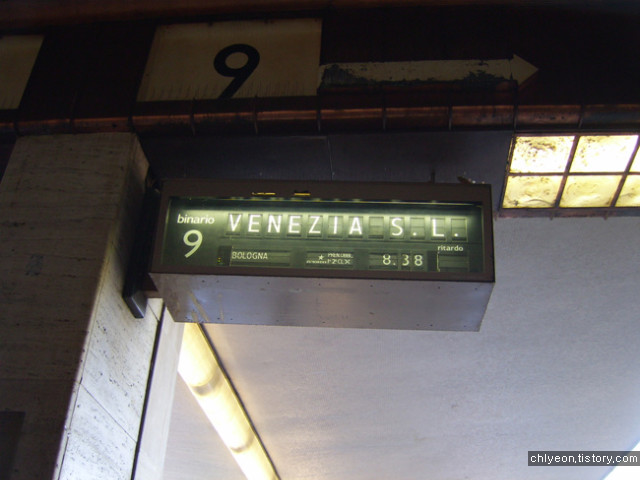 9
binario
9
VENEZIA S.L.
ritardo
BOLOGNA
8.38
chlyeon.tistory.com